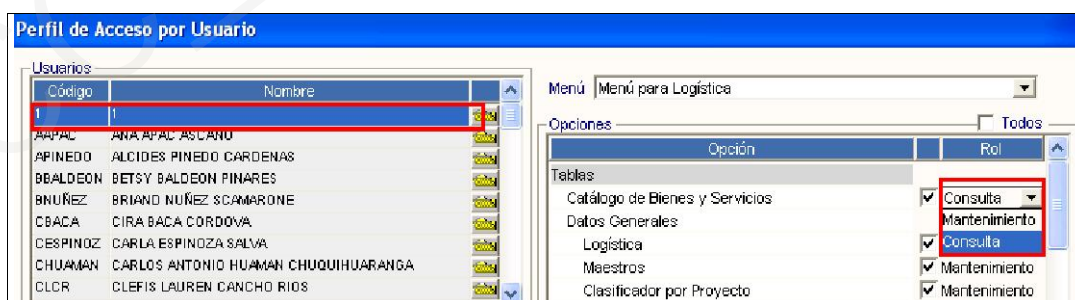 Perfil de Acceso por Usuario
Usuarios
Código Nombre
1 1
AAPAC ANA APAC ASCANO
APINEDO ALCIDES PINEDO CARDENAS
BBALDEON BETSY BALDEON PINARES
BNUÑEZ BRIAND NUÑEZ SCAMARONE
CBACA CIRA BACA CORDOVA
CESPINOZ CARLA ESPINOZA SALVA
CHUAMAN CARLOS ANTONIO HUAMAN CHUQUIHUARANGA
CLCR CLEFIS LAUREN CANCHO RIOS
Menú Menú para Logística
Opciones Todos
Opción Rol
Tablas
Catálogo de Bienes y Servicios Consulta
Datos Generales Mantenimiento
Logística Consulta
Maestros Mantenimiento
Clasificador por Proyecto Mantenimiento